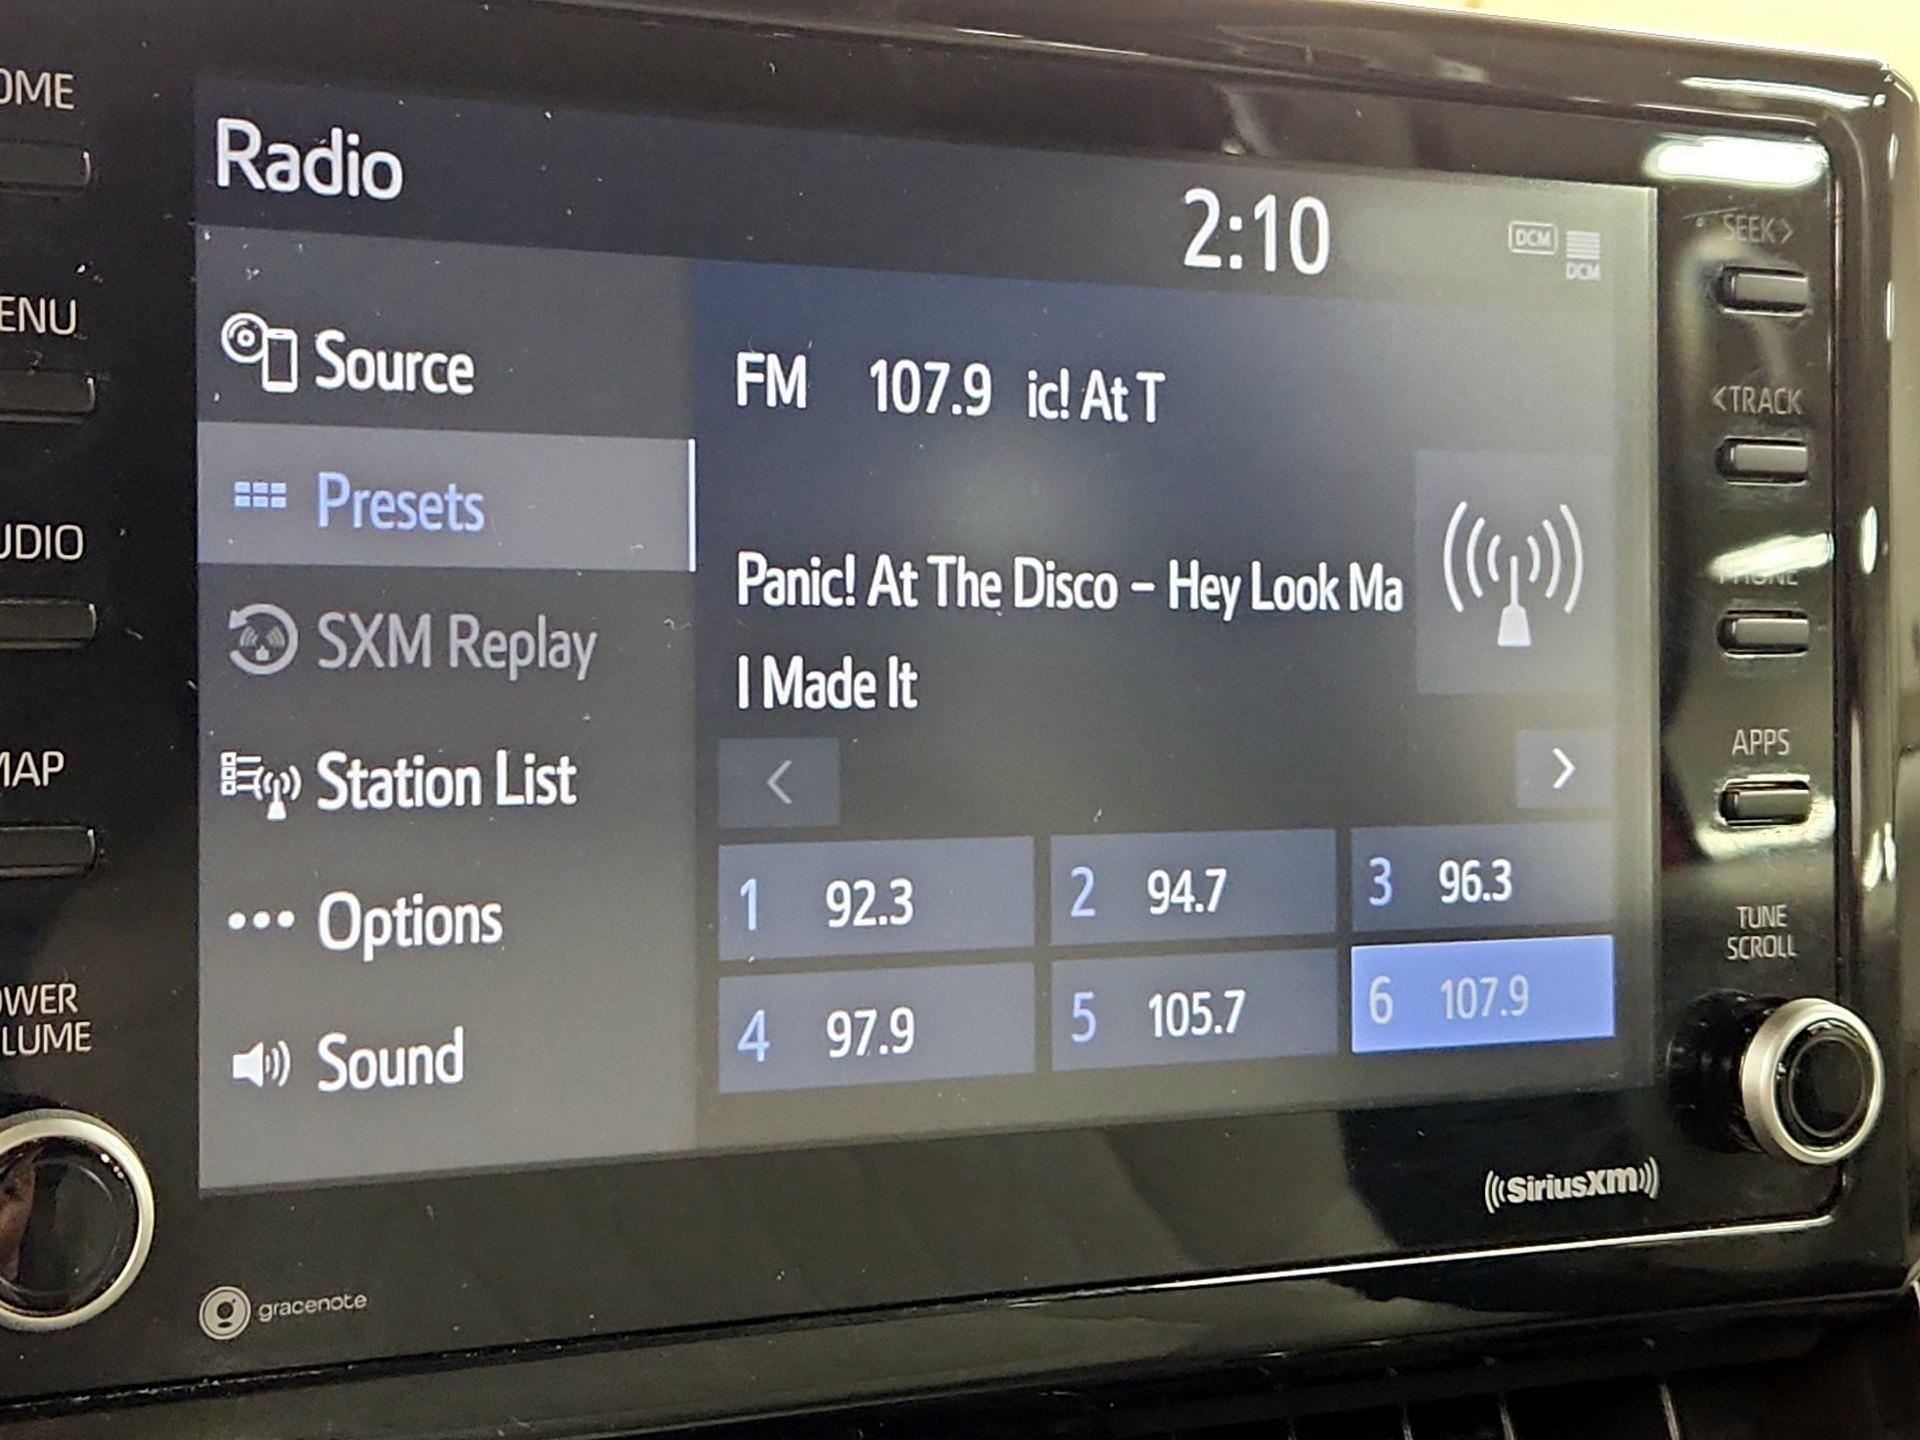 OME
ENU
UDIO
MAP
OWER
LUME
Radio
2:10
DCM
DCM
Source
Presets
SXM Replay
Station List
Options
Sound
FM 107.9 ic! At T
Panic! At The Disco – Hey Look Ma
I Made It
1 92.3
2 94.7
3 96.3
4 97.9
5 105.7
6 107.9
SEEK>
<TRACK
PHONE
APPS
TUNE
SCROLL
SiriusXM
gracenote